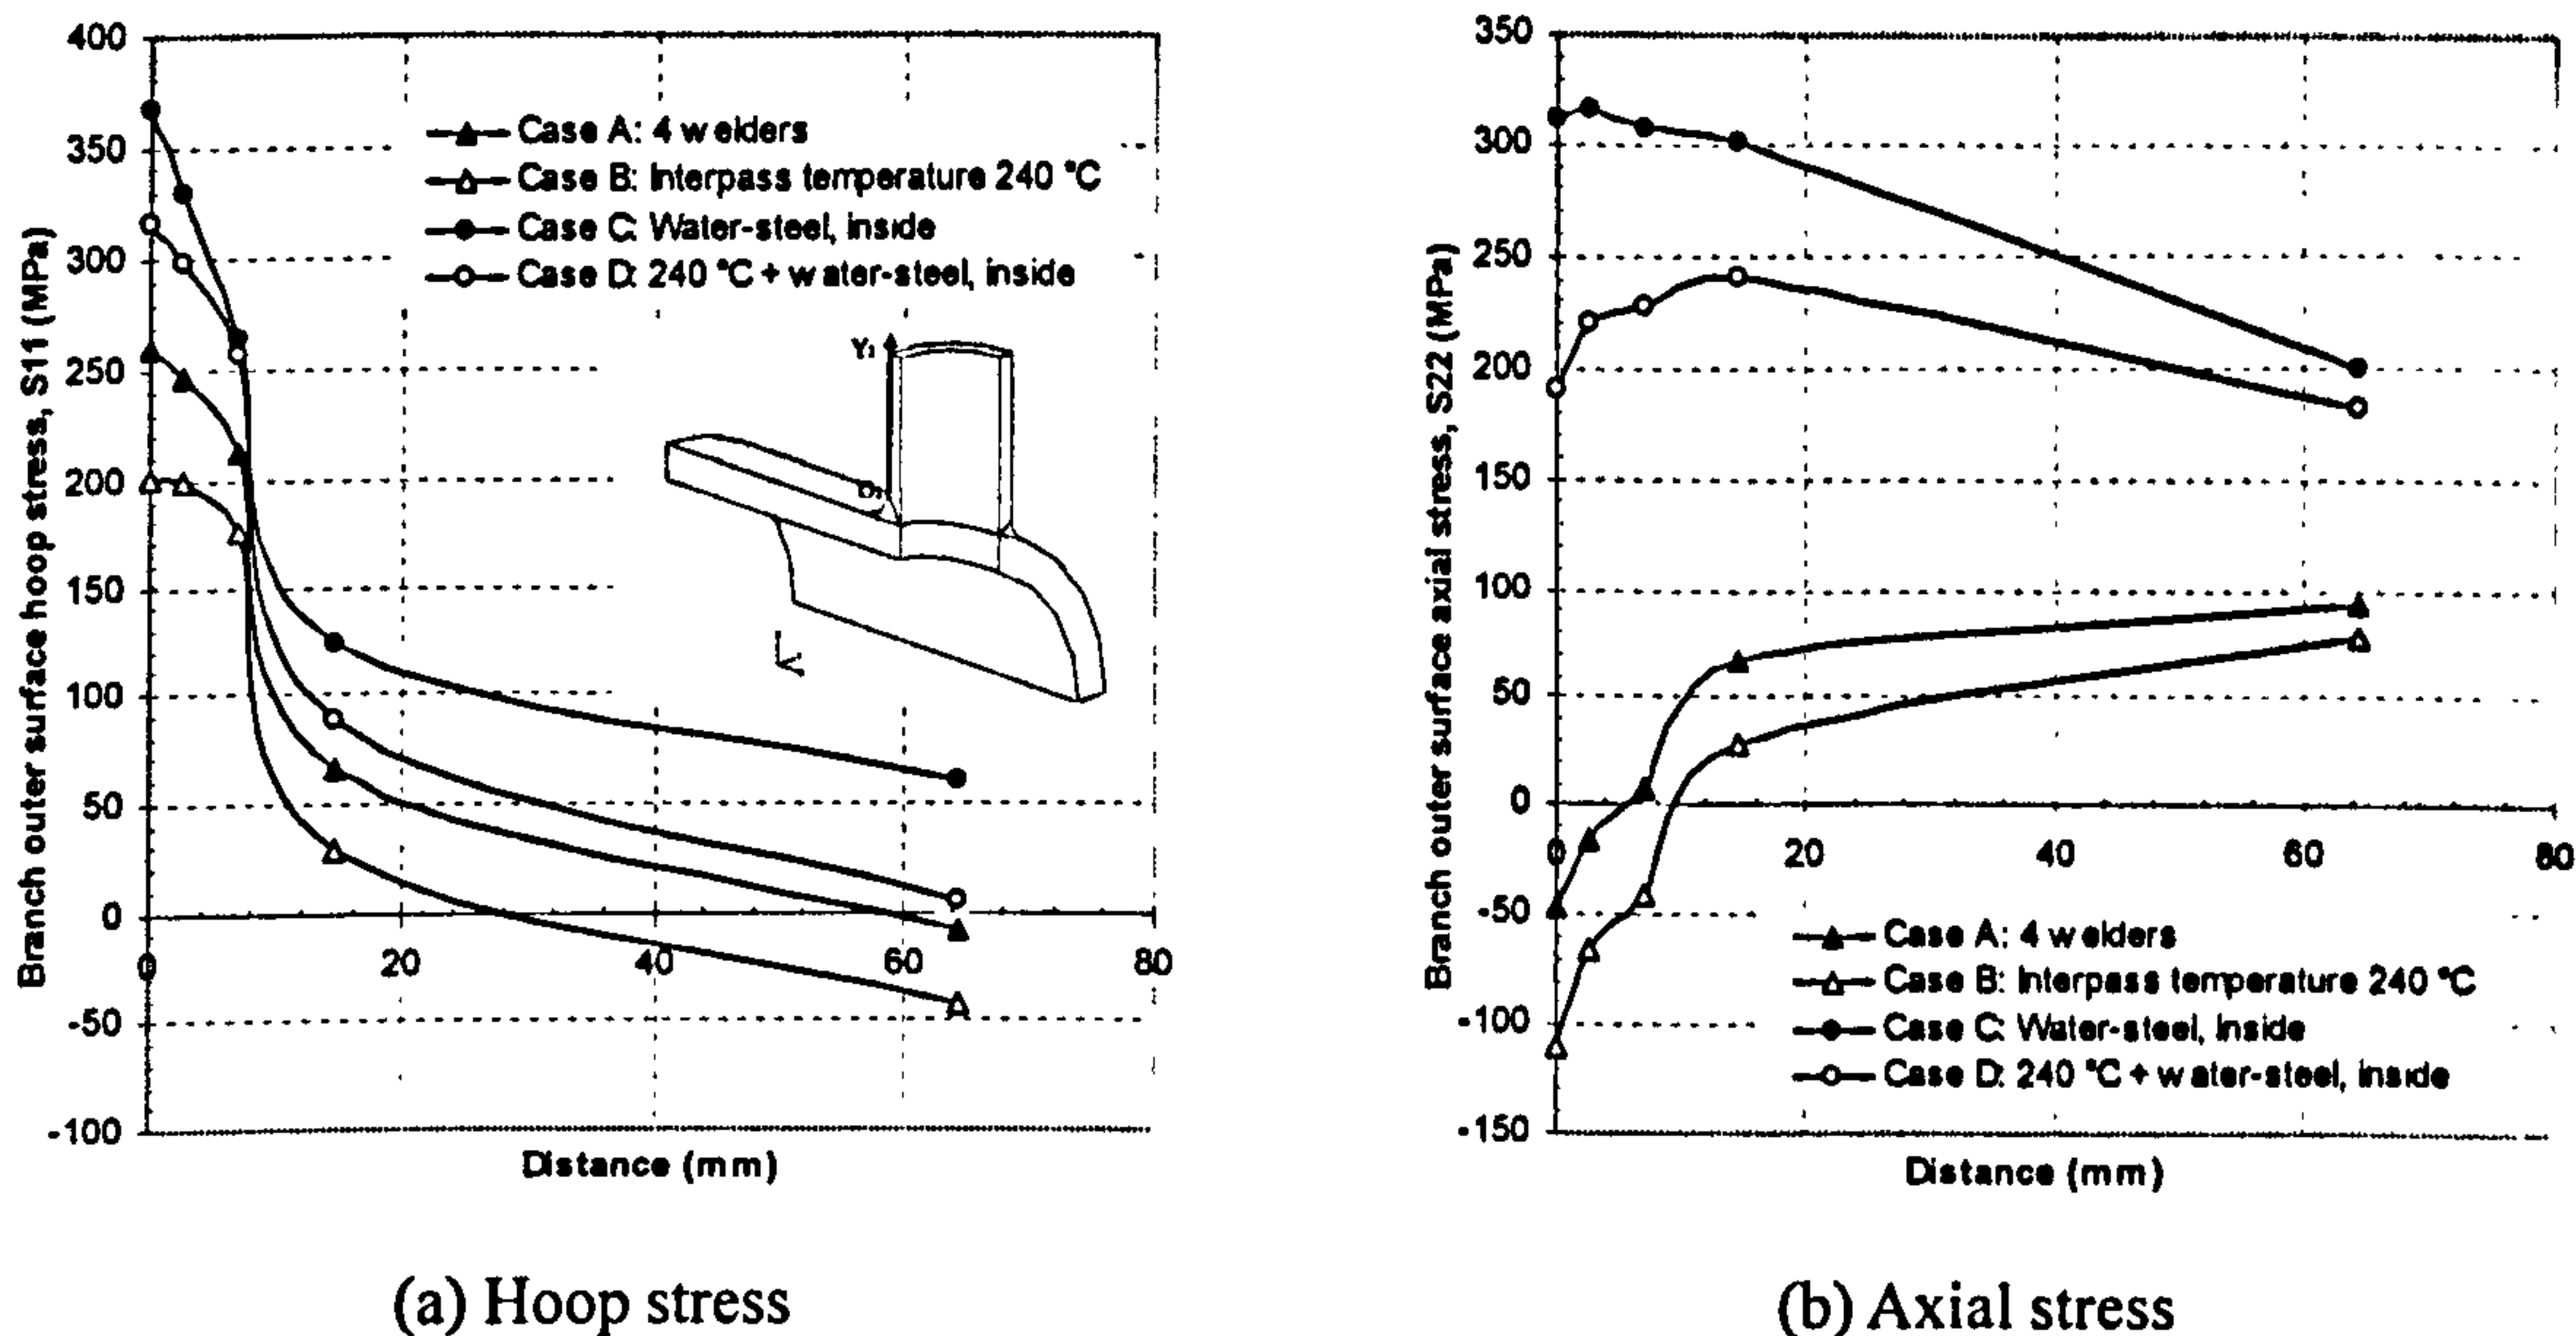 400
350
300
250
200
150
100
50
0
-50
-100
0 20 40 60 80
Branch outer surface hoop stress, S11 (MPa)
Distance (mm)
Case A: 4 welders
Case B: Interpass temperature 240 °C
Case C: Water-steel, inside
Case D: 240 °C + water-steel, inside
(a) Hoop stress
350
300
250
200
150
100
50
0
-50
-100
-150
0 20 40 60 80
Branch outer surface axial stress, S22 (MPa)
Distance (mm)
Case A: 4 welders
Case B: Interpass temperature 240 °C
Case C: Water-steel, inside
Case D: 240 °C + water-steel, inside
(b) Axial stress